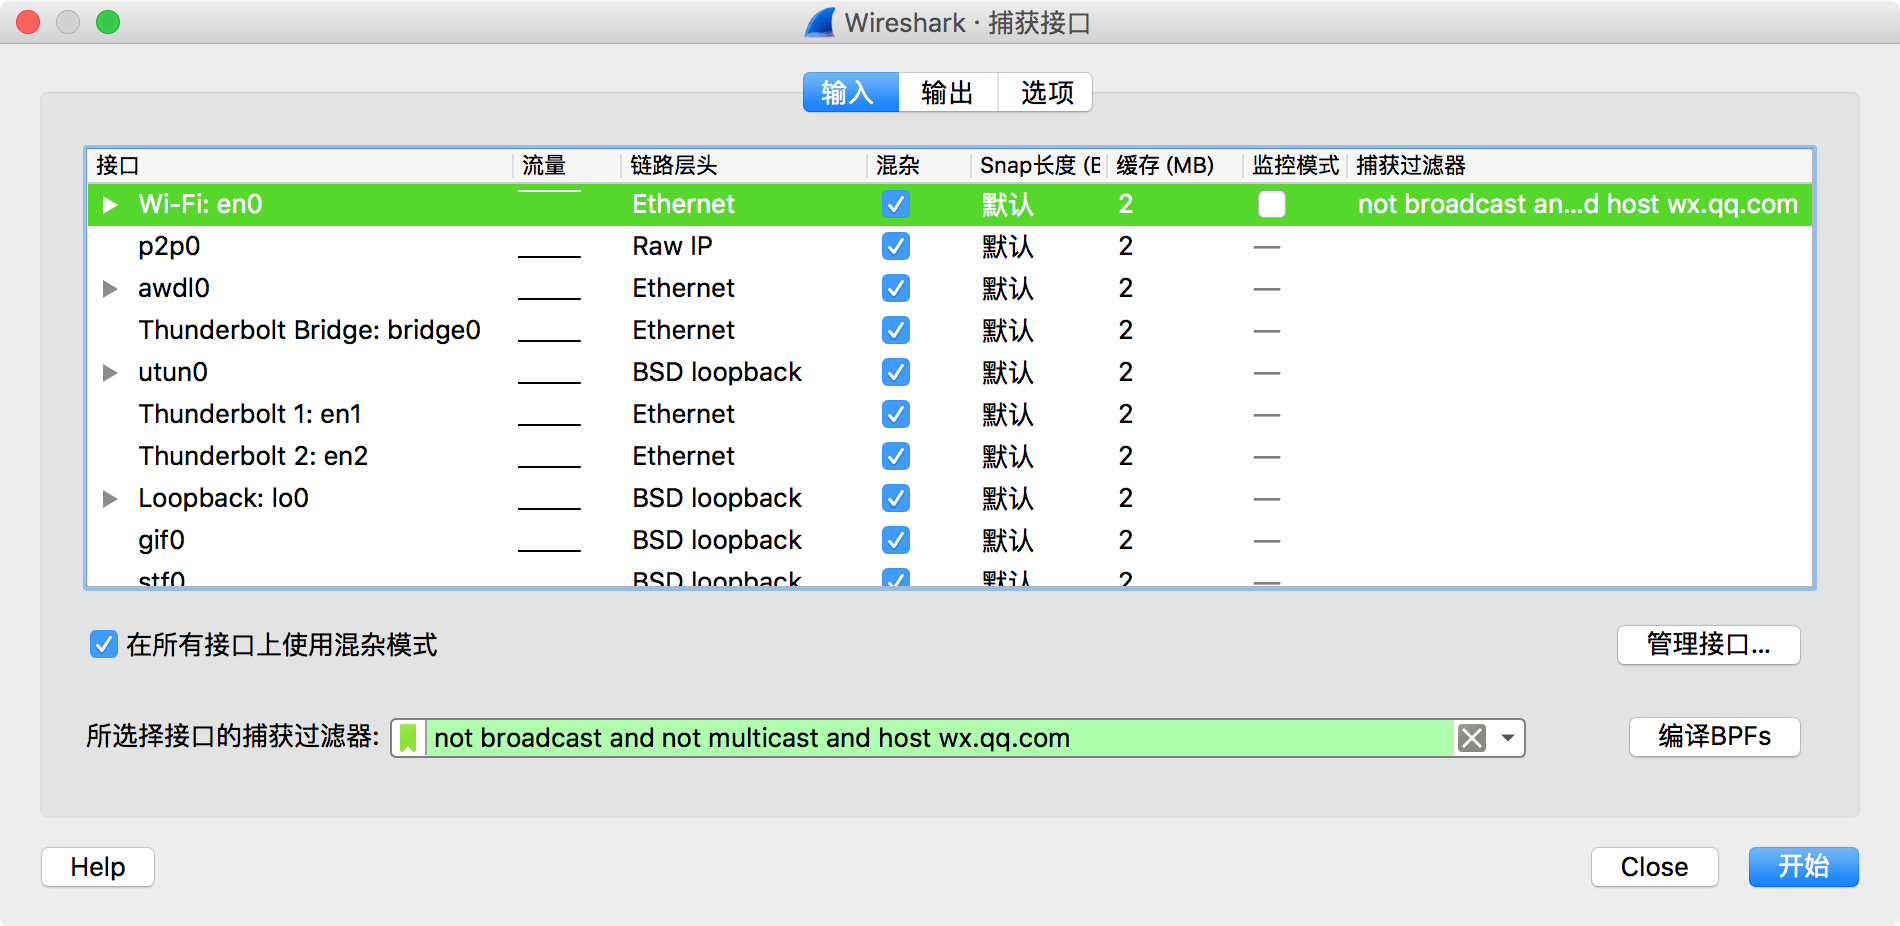 Wireshark · 捕获接口
输入 输出 选项
接口 流量 链路层头 混杂 Snap长度 (B 缓存 (MB) 监控模式 捕获过滤器
Wi-Fi: en0 Ethernet 默认 2 not broadcast an...d host wx.qq.com
p2p0 Raw IP 默认 2 —
awdl0 Ethernet 默认 2 —
Thunderbolt Bridge: bridge0 Ethernet 默认 2 —
utun0 BSD loopback 默认 2 —
Thunderbolt 1: en1 Ethernet 默认 2 —
Thunderbolt 2: en2 Ethernet 默认 2 —
Loopback: lo0 BSD loopback 默认 2 —
gif0 BSD loopback 默认 2 —
stf0 BSD loopback 默认 2 —
在所有接口上使用混杂模式 管理接口...
所选择接口的捕获过滤器: not broadcast and not multicast and host wx.qq.com 编译BPFs
Help Close 开始